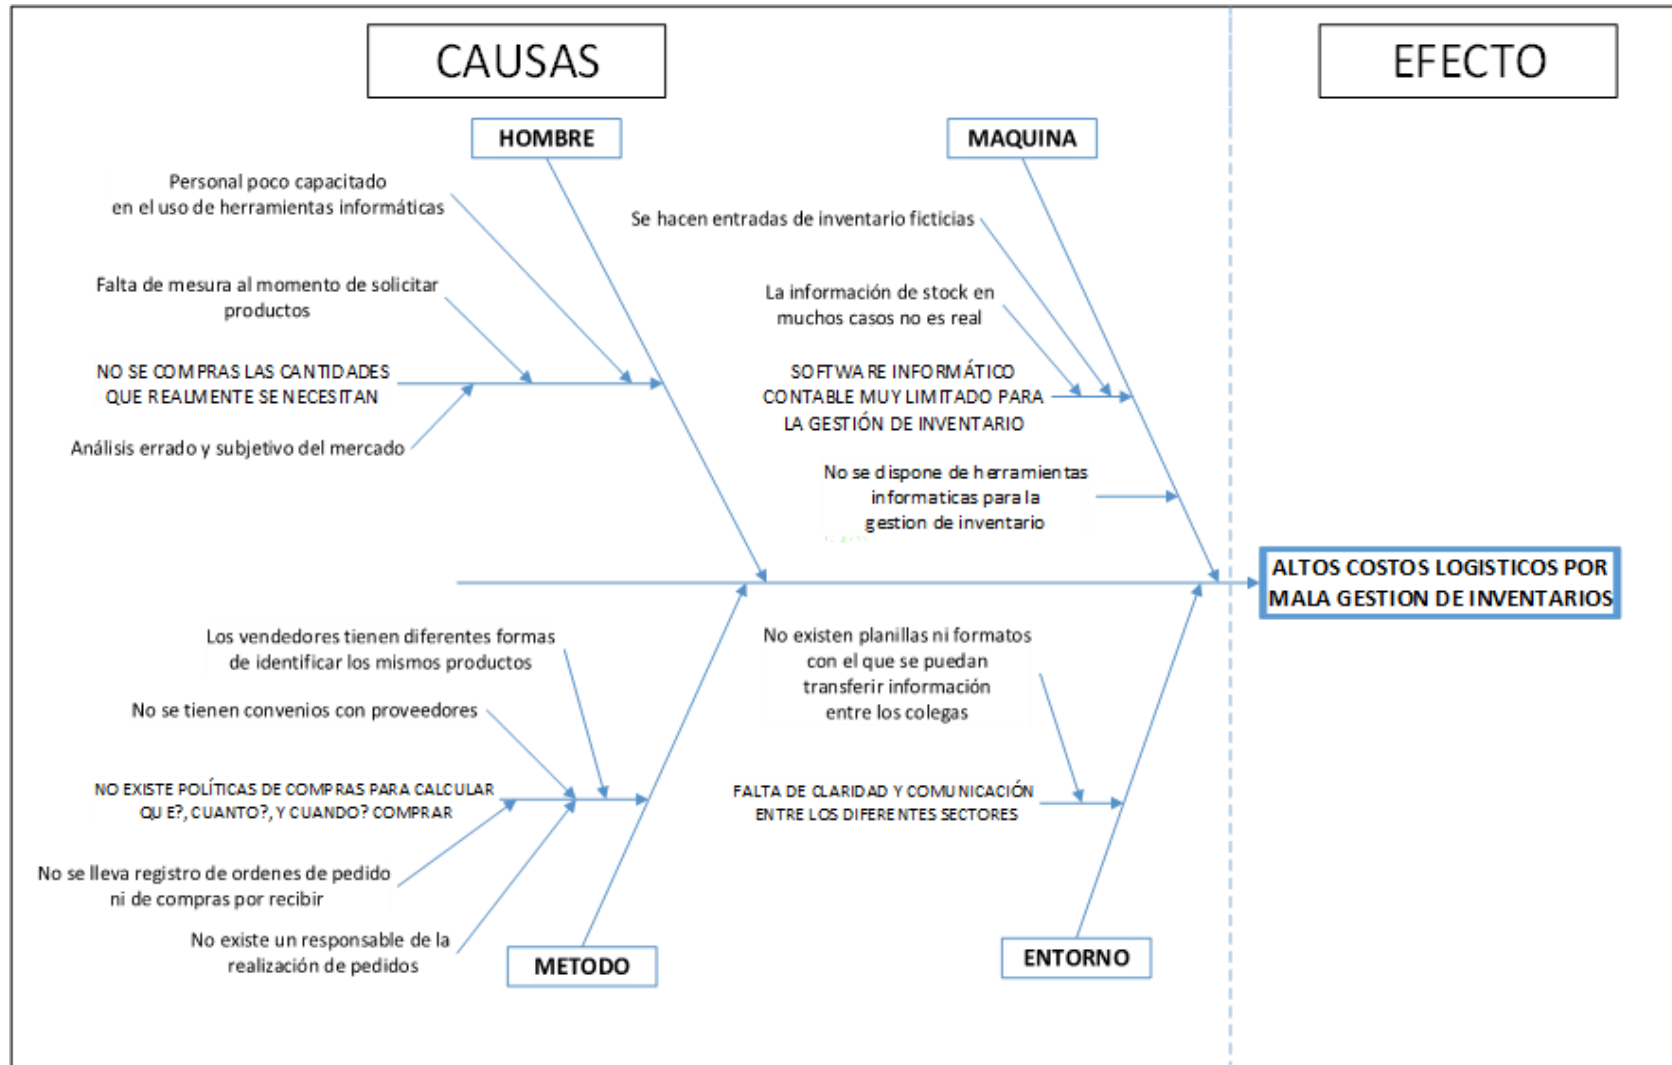 CAUSAS
EFECTO
HOMBRE
MAQUINA
Personal poco capacitado
en el uso de herramientas informáticas
Se hacen entradas de inventario ficticias
Falta de mesura al momento de solicitar
productos
La información de stock en
muchos casos no es real
NO SE COMPRAS LAS CANTIDADES
QUE REALMENTE SE NECESITAN
SOFTWARE INFORMÁTICO
CONTABLE MUY LIMITADO PARA
LA GESTIÓN DE INVENTARIO
Análisis errado y subjetivo del mercado
No se dispone de herramientas
informaticas para la
gestion de inventario
ALTOS COSTOS LOGISTICOS POR
MALA GESTION DE INVENTARIOS
Los vendedores tienen diferentes formas
de identificar los mismos productos
No existen planillas ni formatos
con el que se puedan
transferir información
entre los colegas
No se tienen convenios con proveedores
NO EXISTE POLÍTICAS DE COMPRAS PARA CALCULAR
QUE?, CUANTO?, Y CUANDO? COMPRAR
FALTA DE CLARIDAD Y COMUNICACIÓN
ENTRE LOS DIFERENTES SECTORES
No se lleva registro de ordenes de pedido
ni de compras por recibir
No existe un responsable de la
realización de pedidos
METODO
ENTORNO